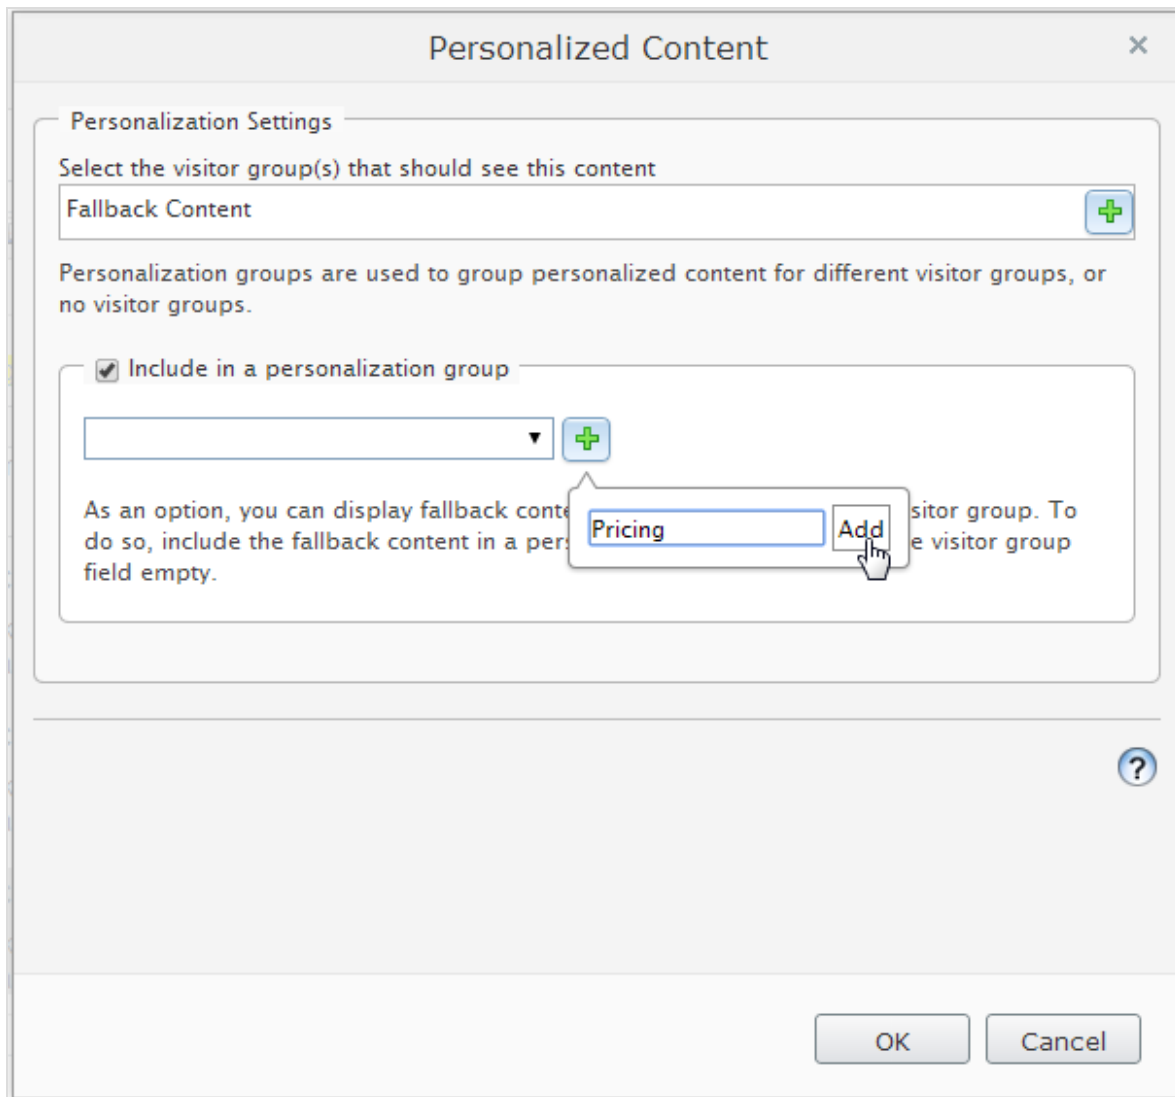 Personalized Content
Personalization Settings
Select the visitor group(s) that should see this content
Fallback Content
Personalization groups are used to group personalized content for different visitor groups, or
no visitor groups.
Include in a personalization group
As an option, you can display fallback conte sitor group. To
Pricing Add
do so, include the fallback content in a pers e visitor group
field empty.
?
OK Cancel